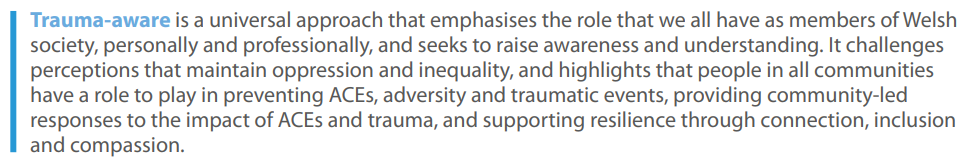 Trauma-aware is a universal approach that emphasises the role that we all have as members of Welsh
society, personally and professionally, and seeks to raise awareness and understanding. It challenges
perceptions that maintain oppression and inequality, and highlights that people in all communities
have a role to play in preventing ACEs, adversity and traumatic events, providing community-led
responses to the impact of ACEs and trauma, and supporting resilience through connection, inclusion
and compassion.